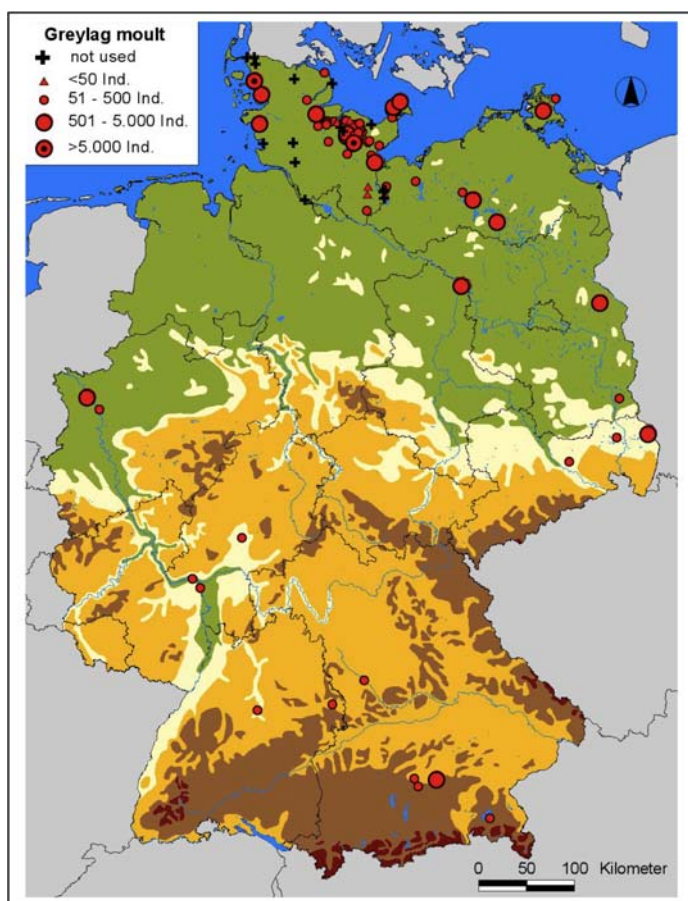 Greylag moult
not used
<50 Ind.
51 - 500 Ind.
501 - 5.000 Ind.
>5.000 Ind.
0 50 100 Kilometer